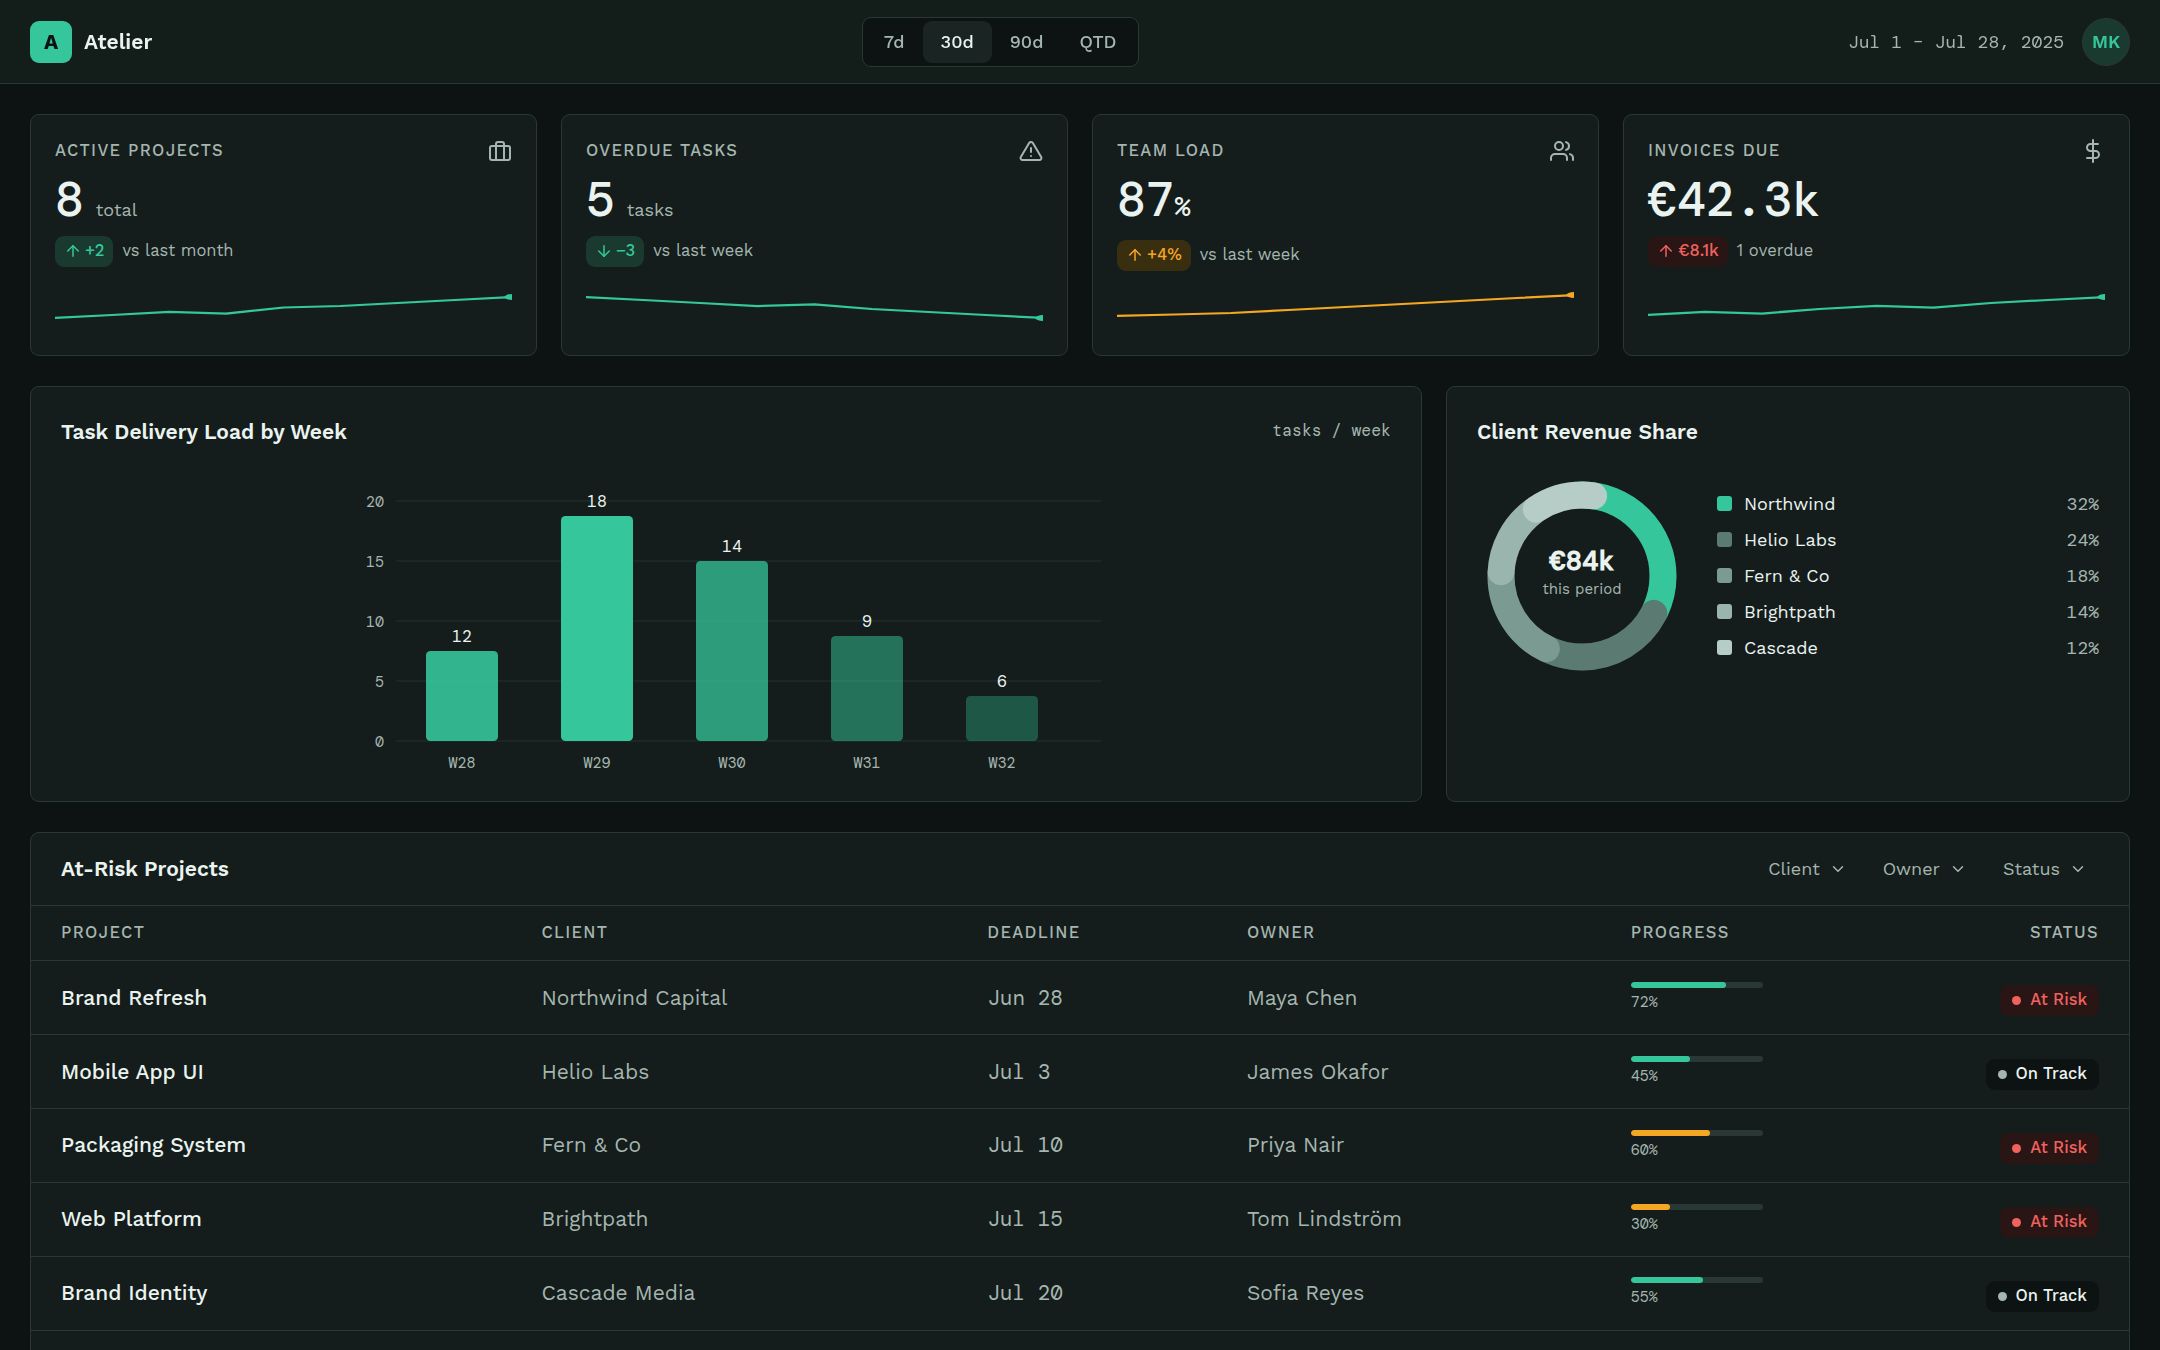 A Atelier 7d 30d 90d QTD Jul 1 – Jul 28, 2025 MK
ACTIVE PROJECTS
8 total
+2 vs last month
OVERDUE TASKS
5 tasks
−3 vs last week
TEAM LOAD
87%
+4% vs last week
INVOICES DUE
€42.3k
€8.1k 1 overdue
Task Delivery Load by Week tasks / week
20
15
10
5
0
12
18
14
9
6
W28 W29 W30 W31 W32
Client Revenue Share
€84k
this period
Northwind 32%
Helio Labs 24%
Fern & Co 18%
Brightpath 14%
Cascade 12%
At-Risk Projects Client Owner Status
PROJECT CLIENT DEADLINE OWNER PROGRESS STATUS
Brand Refresh Northwind Capital Jun 28 Maya Chen 72% At Risk
Mobile App UI Helio Labs Jul 3 James Okafor 45% On Track
Packaging System Fern & Co Jul 10 Priya Nair 60% At Risk
Web Platform Brightpath Jul 15 Tom Lindström 30% At Risk
Brand Identity Cascade Media Jul 20 Sofia Reyes 55% On Track